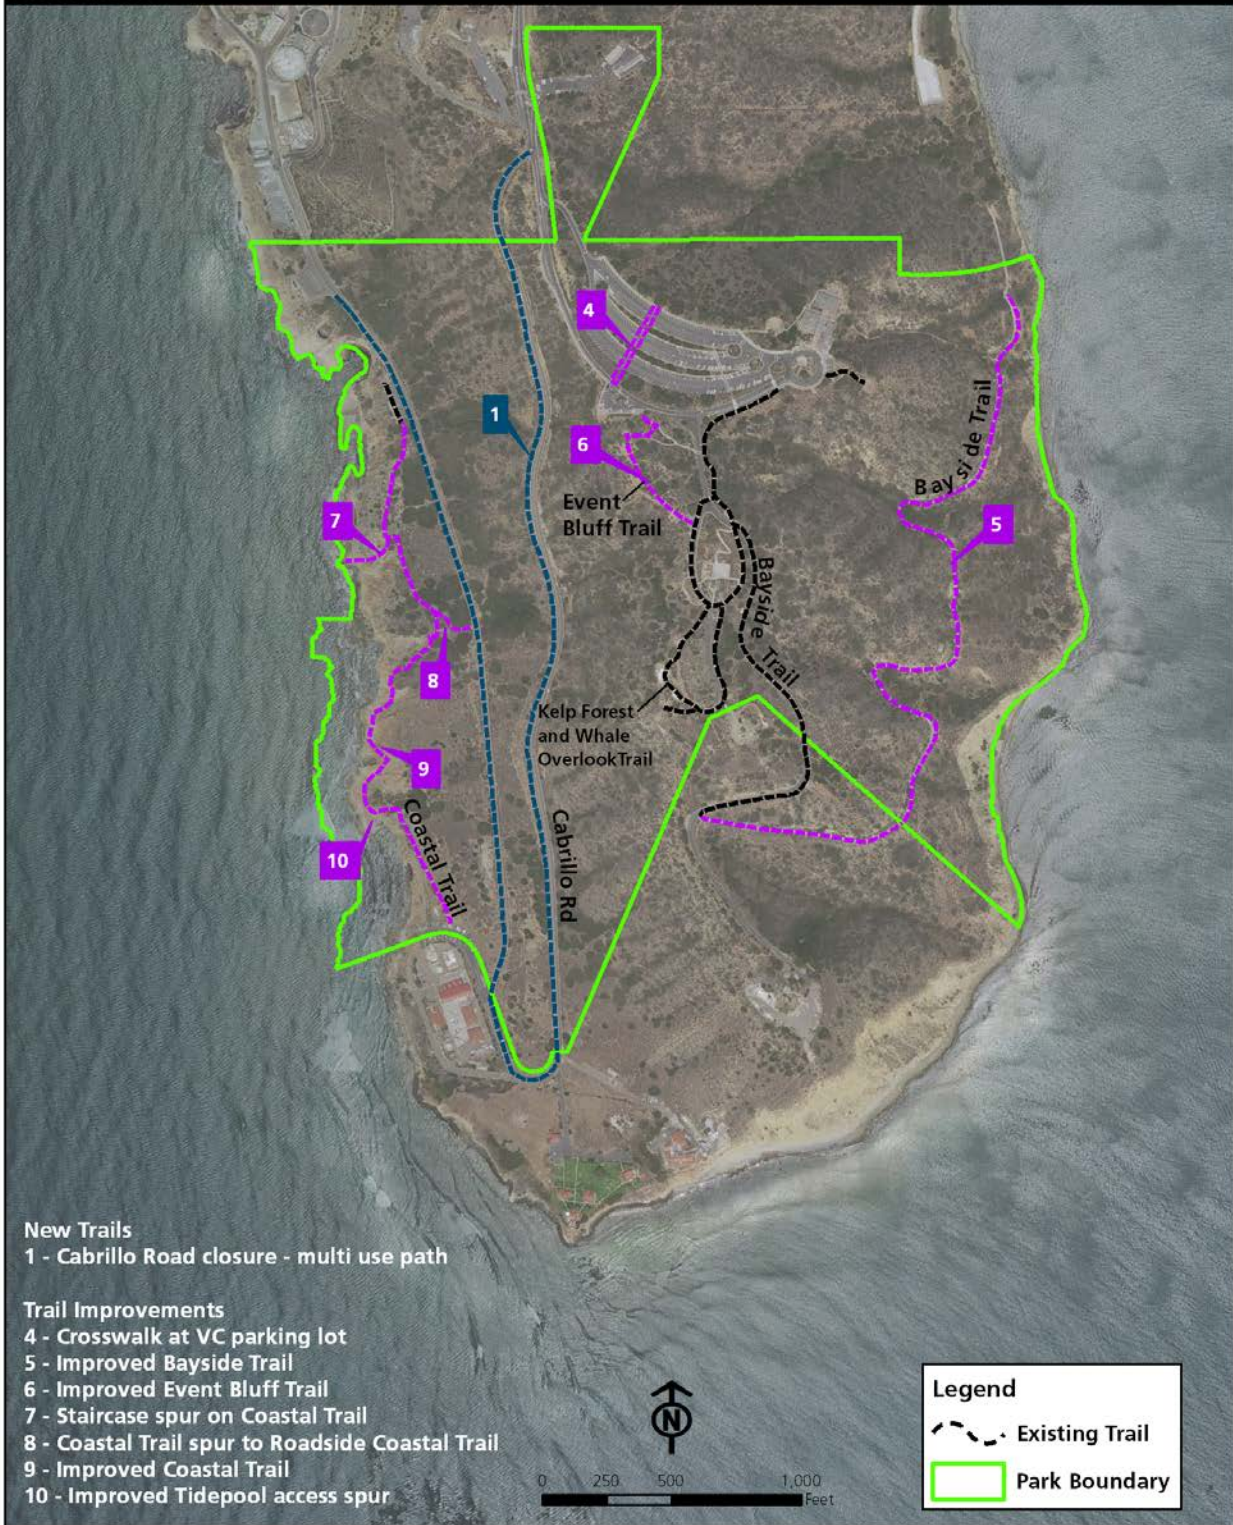 4
1
6
Event
Bluff Trail
Bayside Trail
5
7
Bayside Trail
8
Kelp Forest
and Whale
OverlookTrail
9
Coastal Trail
Cabrillo Rd
10
New Trails
1 - Cabrillo Road closure - multi use path
Trail Improvements
4 - Crosswalk at VC parking lot
5 - Improved Bayside Trail
6 - Improved Event Bluff Trail
7 - Staircase spur on Coastal Trail
8 - Coastal Trail spur to Roadside Coastal Trail
9 - Improved Coastal Trail
10 - Improved Tidepool access spur
N
0 250 500 1,000
Feet
Legend
Existing Trail
Park Boundary